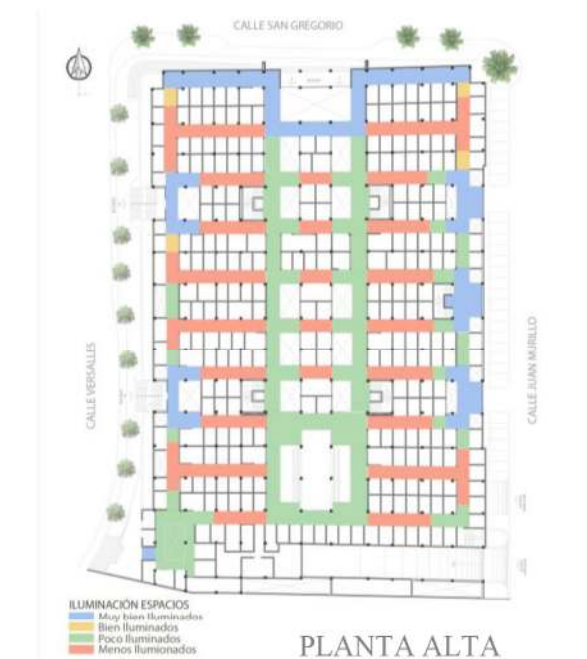 CALLE SAN GREGORIO
CALLE VERSALLES
CALLE JUAN MURILLO
ILUMINACIÓN ESPACIOS
Muy bien Iluminados
Bien Iluminados
Poco Iluminados
Menos Ilumionados
PLANTA ALTA